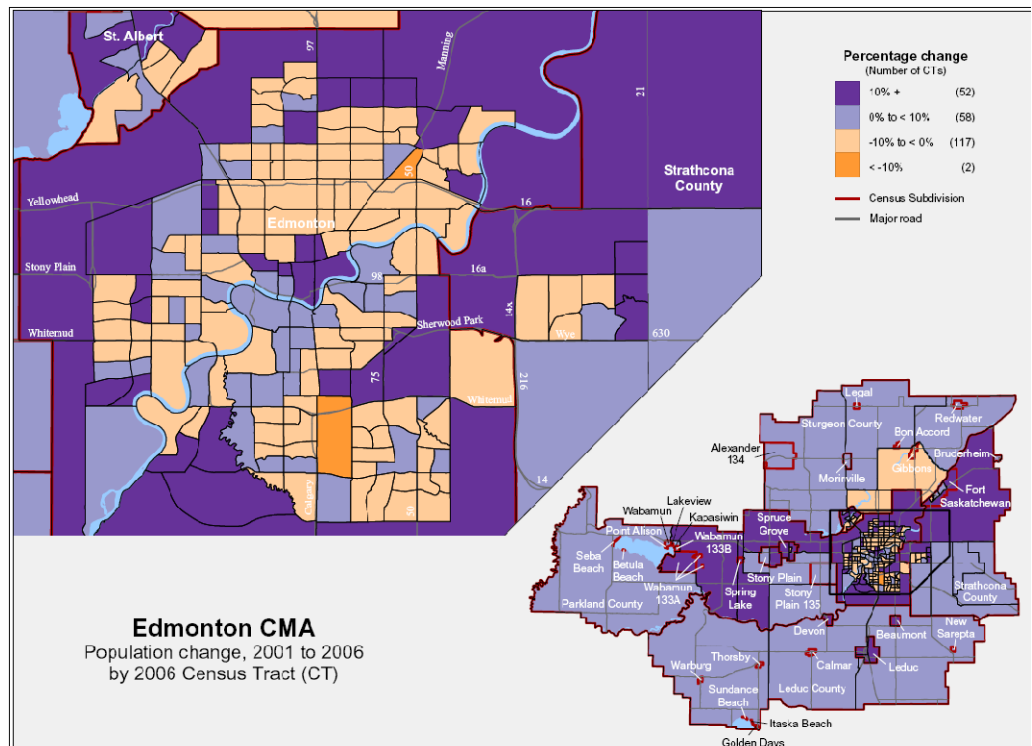 St. Albert
97
Manning
21
Yellowhead
50
Strathcona
County
16
Edmonton
Stony Plain
98
16a
14x
Whitemud
Sherwood Park
Wye
630
75
216
Whitemud
14
Calgary
50
Percentage change
(Number of CTs)
10% + (52)
0% to < 10% (58)
-10% to < 0% (117)
< -10% (2)
Census Subdivision
Major road
Edmonton CMA
Population change, 2001 to 2006
by 2006 Census Tract (CT)
Legal
Redwater
Sturgeon County
Bon Accord
Alexander
134
Gibbons
Bruderheim
Morinville
Fort
Saskatchewan
Lakeview
Wabamun
Kapasiwin
Spruce
Grove
Point Alison
Wabamun
133B
Seba
Beach
Betula
Beach
Stony Plain
Wabamun
133A
Spring
Lake
Stony
Plain 135
Strathcona
County
Parkland County
Devon
Beaumont
New
Sarepta
Thorsby
Calmar
Leduc
Warburg
Leduc County
Sundance
Beach
Itaska Beach
Golden Days